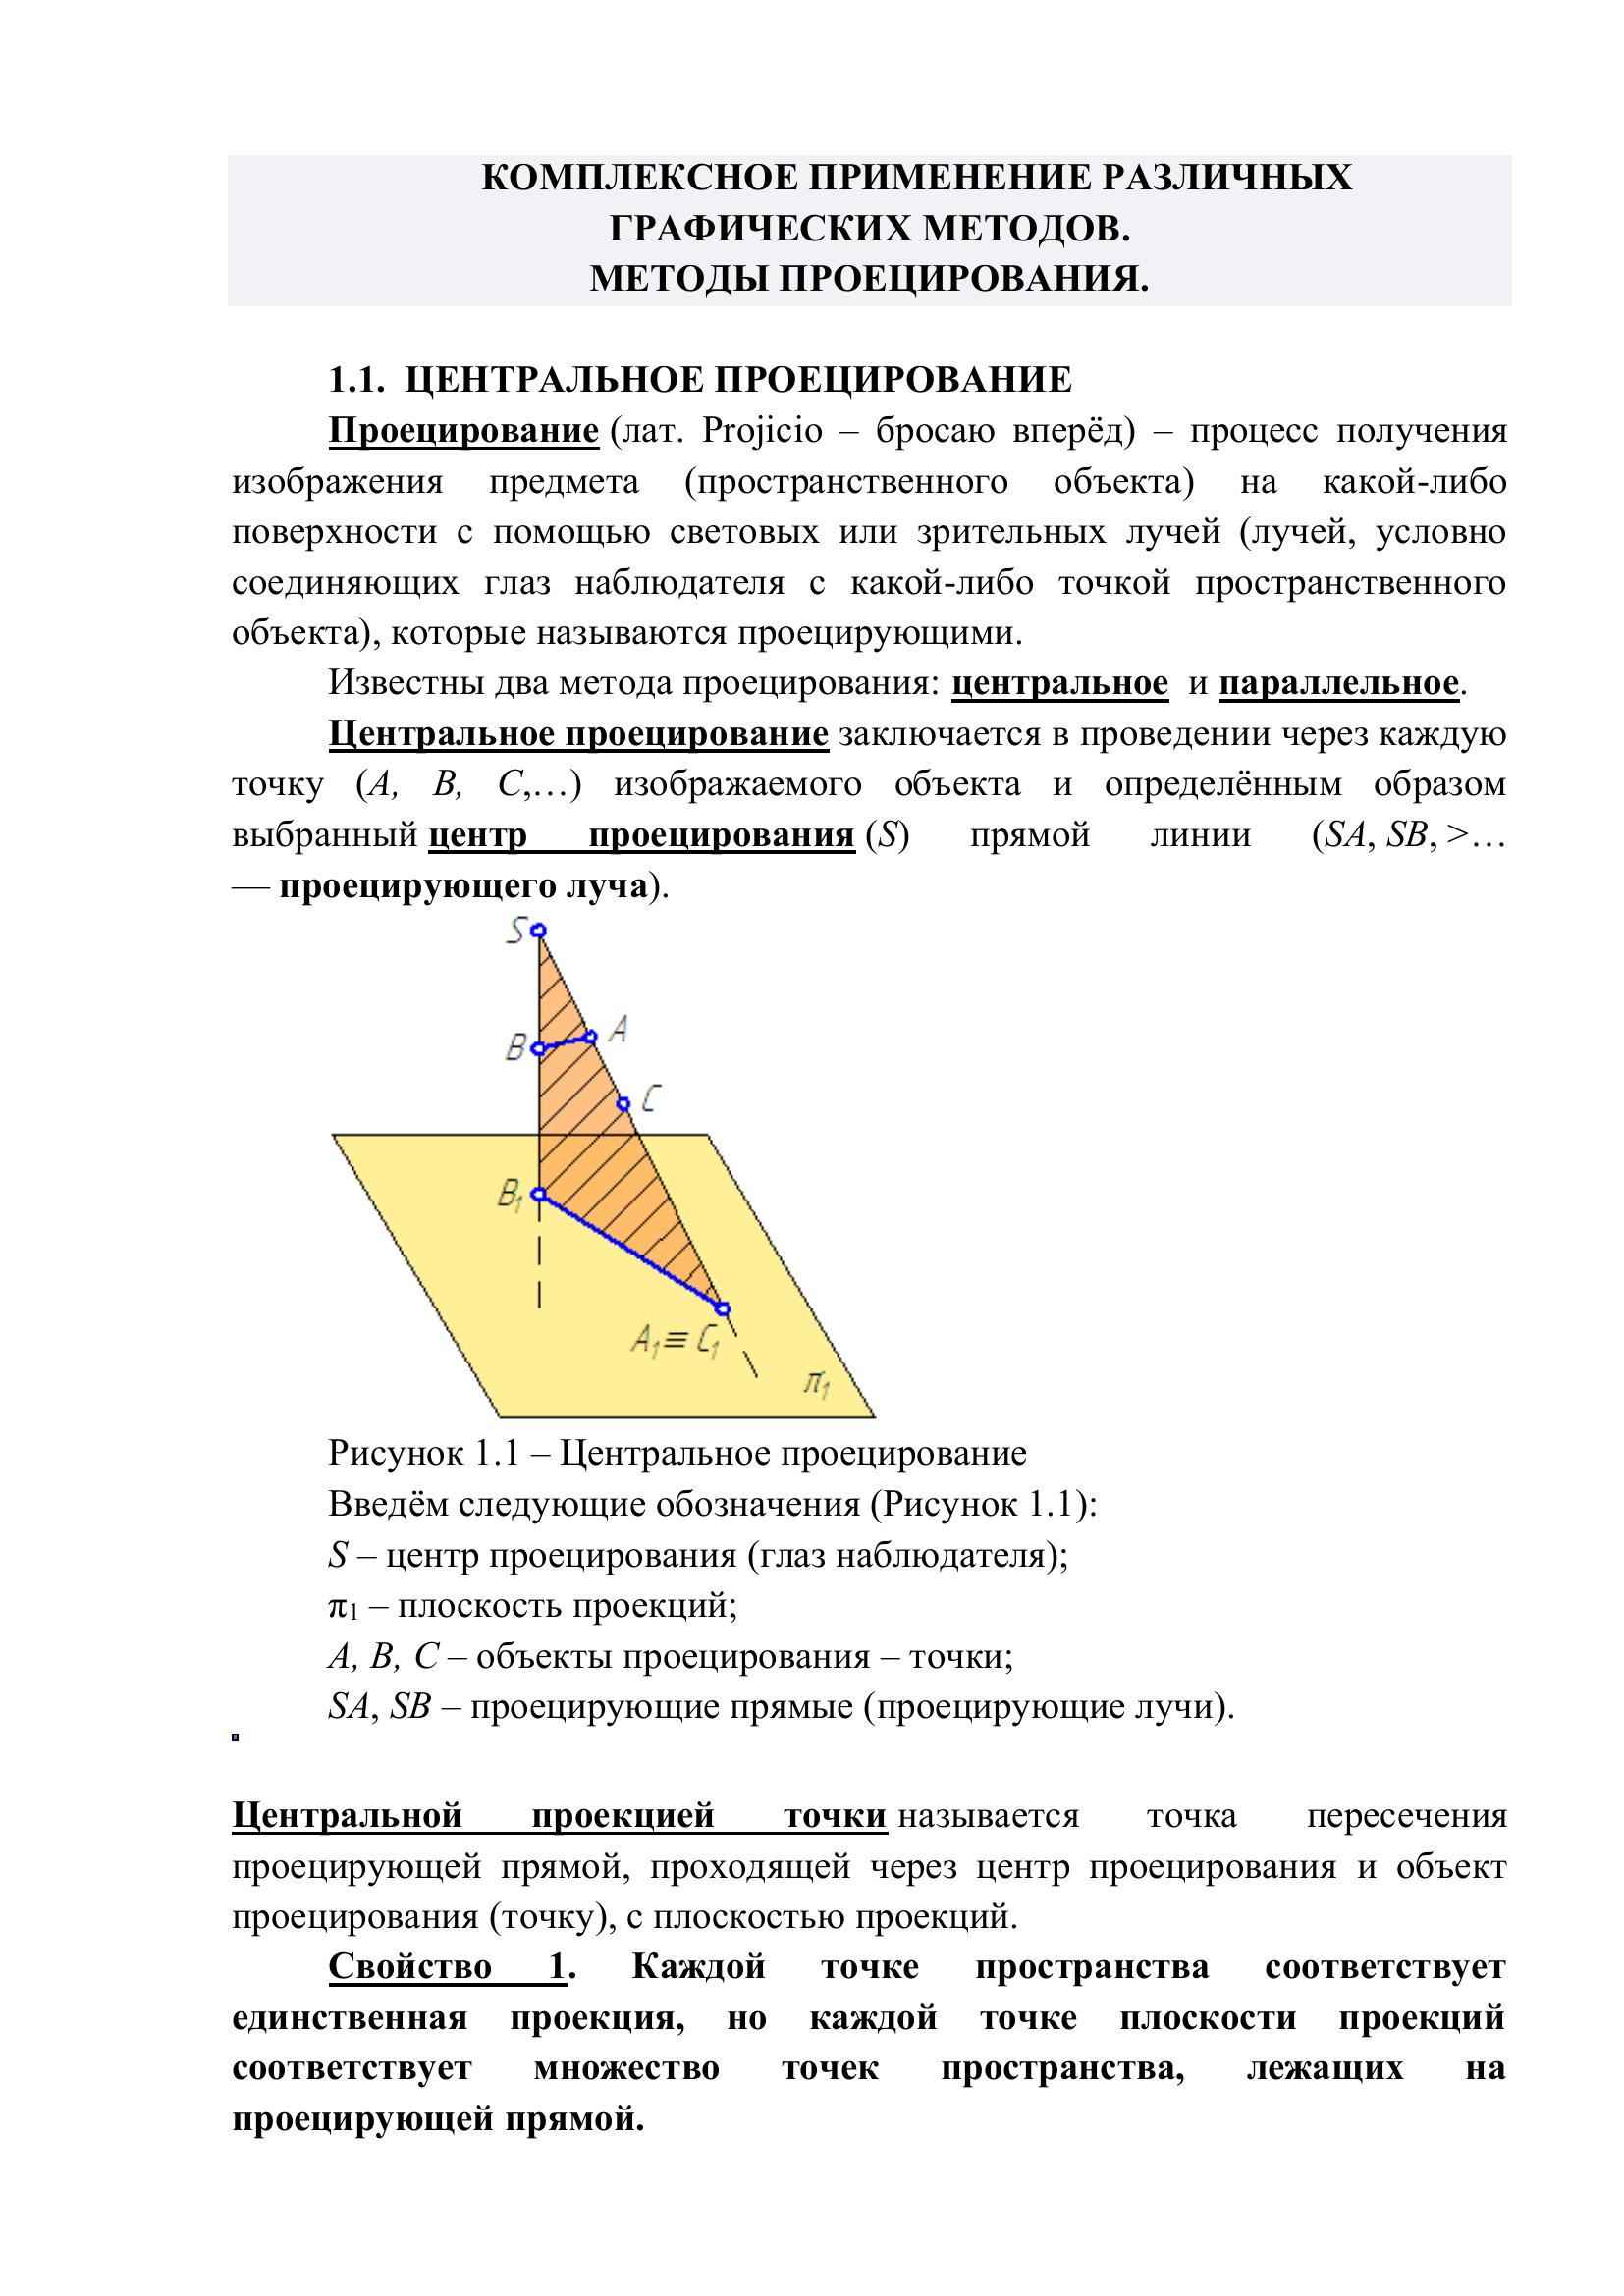 КОМПЛЕКСНОЕ ПРИМЕНЕНИЕ РАЗЛИЧНЫХ
ГРАФИЧЕСКИХ МЕТОДОВ.
МЕТОДЫ ПРОЕЦИРОВАНИЯ.
1.1. ЦЕНТРАЛЬНОЕ ПРОЕЦИРОВАНИЕ
Проецирование (лат. Projicio – бросаю вперёд) – процесс получения
изображения предмета (пространственного объекта) на какой-либо
поверхности с помощью световых или зрительных лучей (лучей, условно
соединяющих глаз наблюдателя с какой-либо точкой пространственного
объекта), которые называются проецирующими.
Известны два метода проецирования: центральное и параллельное.
Центральное проецирование заключается в проведении через каждую
точку (A, B, C,…) изображаемого объекта и определённым образом
выбранный центр проецирования (S) прямой линии (SA, SB, >…
— проецирующего луча).
S
A
B
C
B₁
A₁≡ C₁
π₁
Рисунок 1.1 – Центральное проецирование
Введём следующие обозначения (Рисунок 1.1):
S – центр проецирования (глаз наблюдателя);
π₁ – плоскость проекций;
A, B, C – объекты проецирования – точки;
SA, SB – проецирующие прямые (проецирующие лучи).
Центральной проекцией точки называется точка пересечения
проецирующей прямой, проходящей через центр проецирования и объект
проецирования (точку), с плоскостью проекций.
Свойство 1. Каждой точке пространства соответствует
единственная проекция, но каждой точке плоскости проекций
соответствует множество точек пространства, лежащих на
проецирующей прямой.